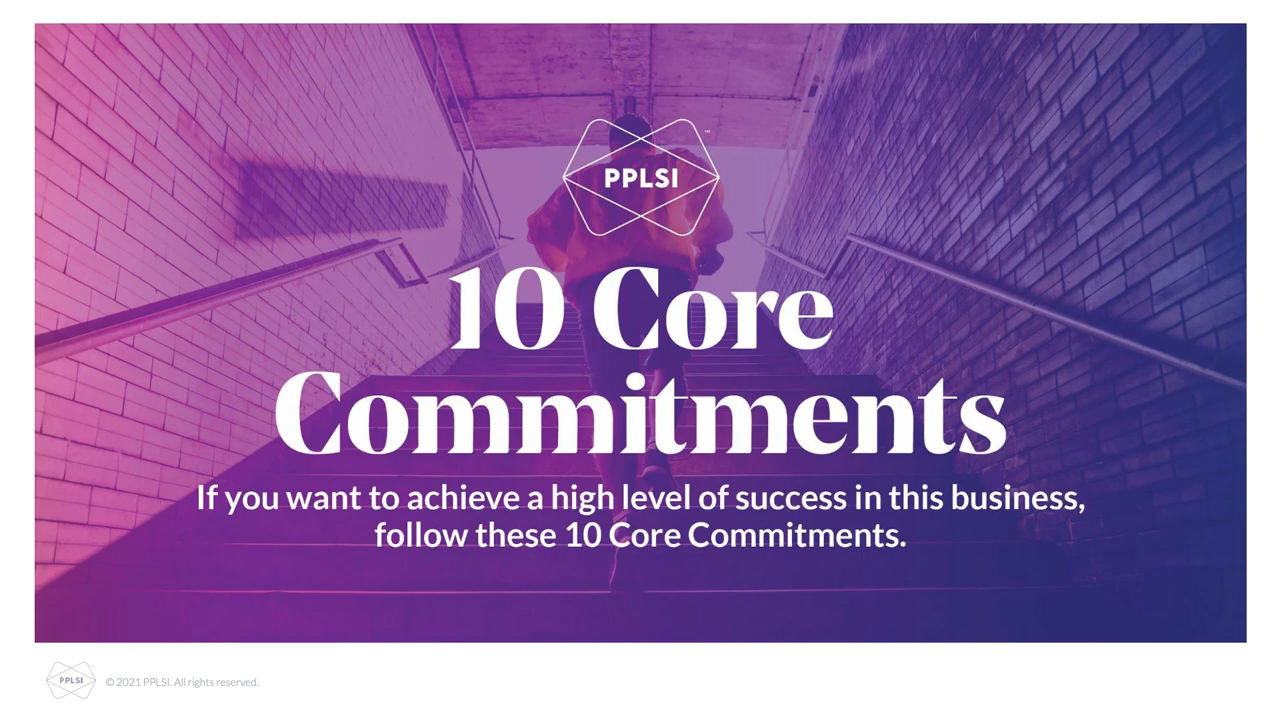 PPLSI
™
10 Core
Commitments
If you want to achieve a high level of success in this business,
follow these 10 Core Commitments.
PPLSI
© 2021 PPLSI. All rights reserved.